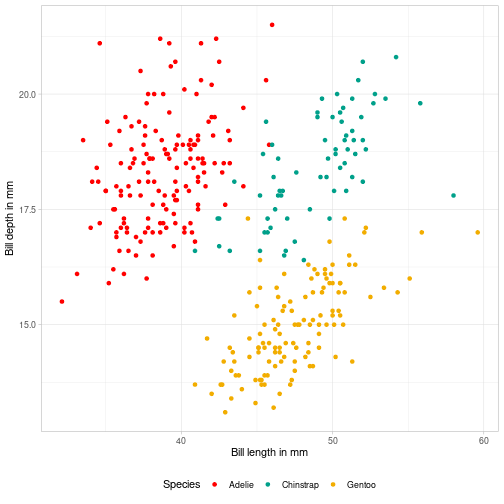 20.0
17.5
15.0
Bill depth in mm
40 50 60
Bill length in mm
Species Adelie Chinstrap Gentoo